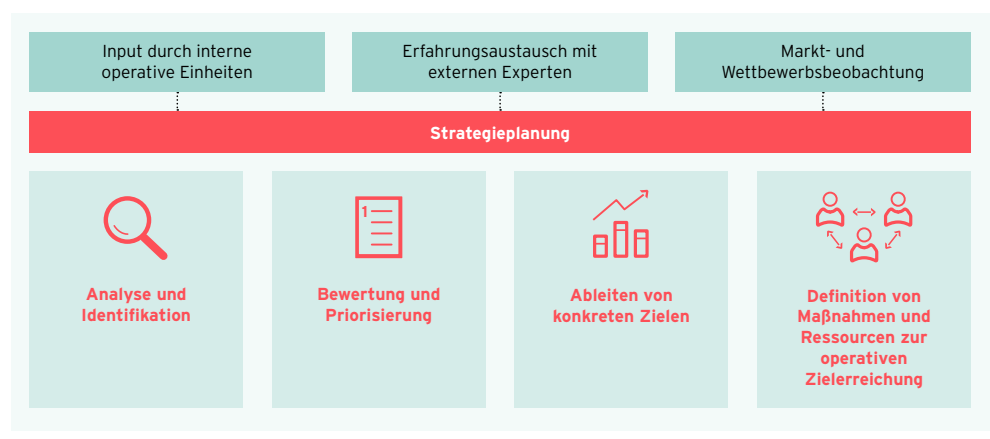 Input durch interne
operative Einheiten
Erfahrungsaustausch mit
externen Experten
Markt- und
Wettbewerbsbeobachtung
Strategieplanung
1
Analyse und
Identifikation
Bewertung und
Priorisierung
Ableiten von
konkreten Zielen
Definition von
Maßnahmen und
Ressourcen zur
operativen
Zielerreichung